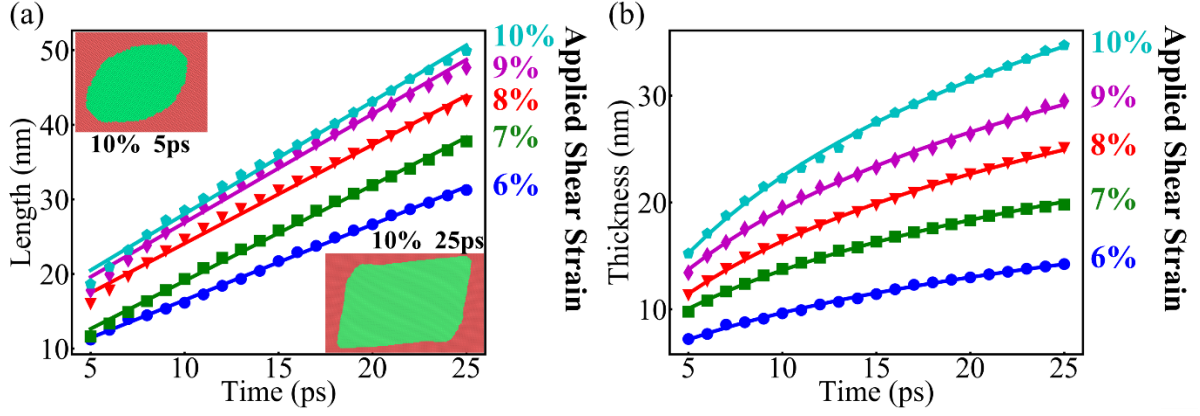 (a)
(b)
50
40
30
20
10
Length (nm)
10% 5ps
10% 25ps
10%
9%
8%
7%
6%
Applied Shear Strain
5 10 15 20 25
Time (ps)
30
20
10
Thickness (nm)
10%
9%
8%
7%
6%
Applied Shear Strain
5 10 15 20 25
Time (ps)